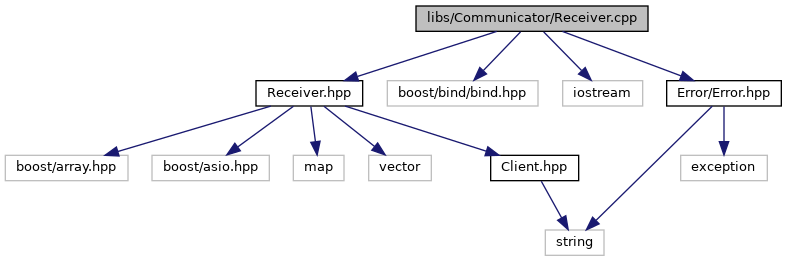 libs/Communicator/Receiver.cpp
Receiver.hpp
boost/bind/bind.hpp
iostream
Error/Error.hpp
boost/array.hpp
boost/asio.hpp
map
vector
Client.hpp
exception
string